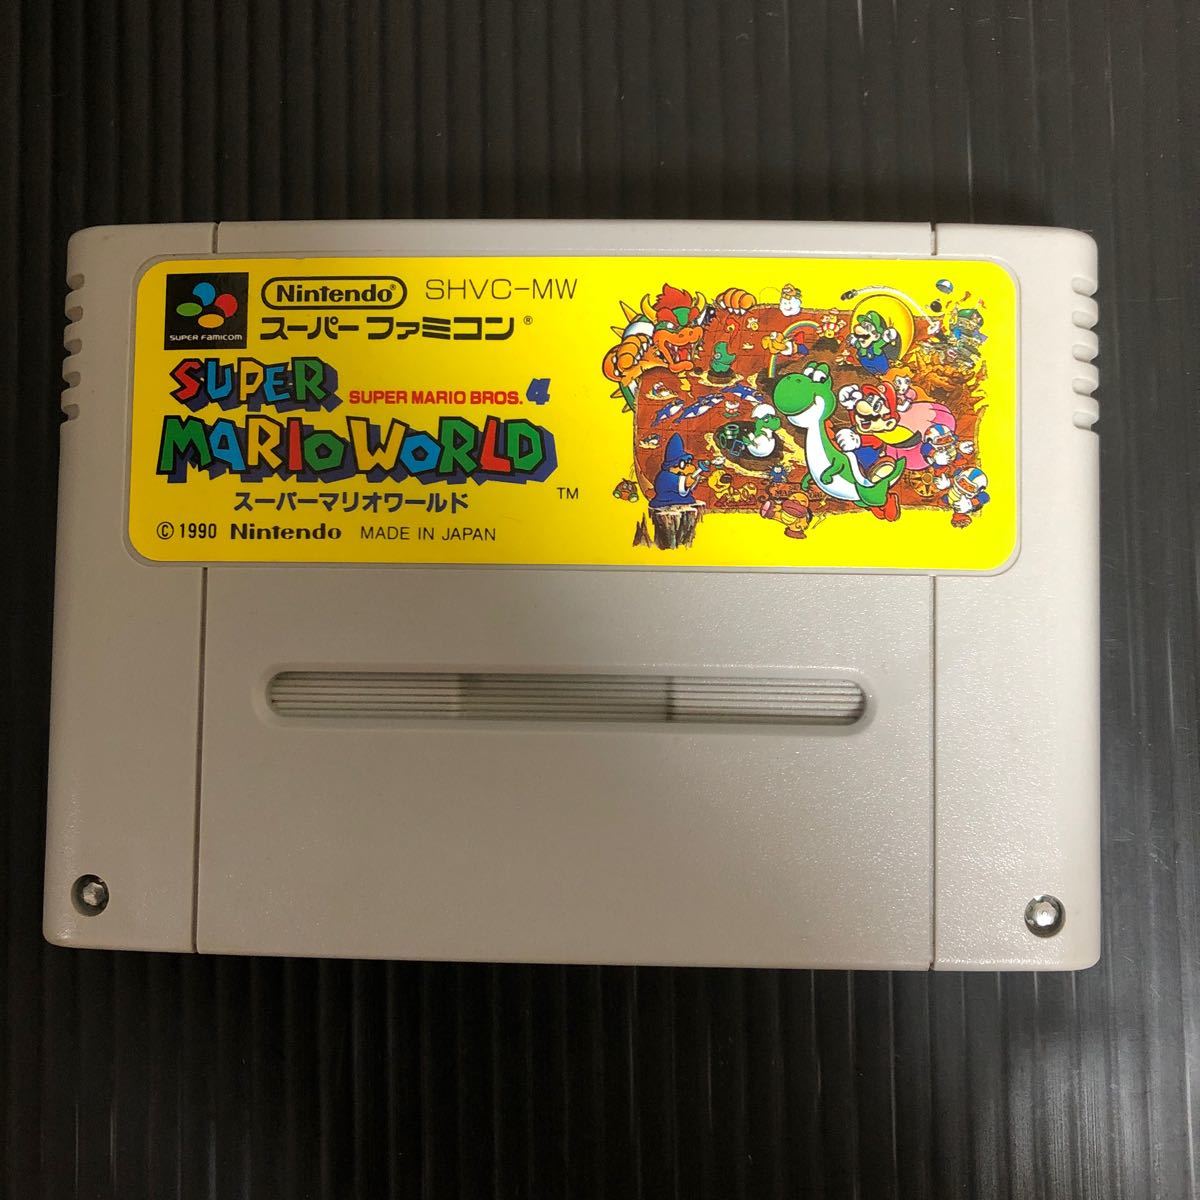 SUPER FAMICOM
Nintendo® SHVC-MW
スーパーファミコン®
SUPER SUPER MARIO BROS. 4
MARIO WORLD
スーパーマリオワールド ™
© 1990 Nintendo MADE IN JAPAN